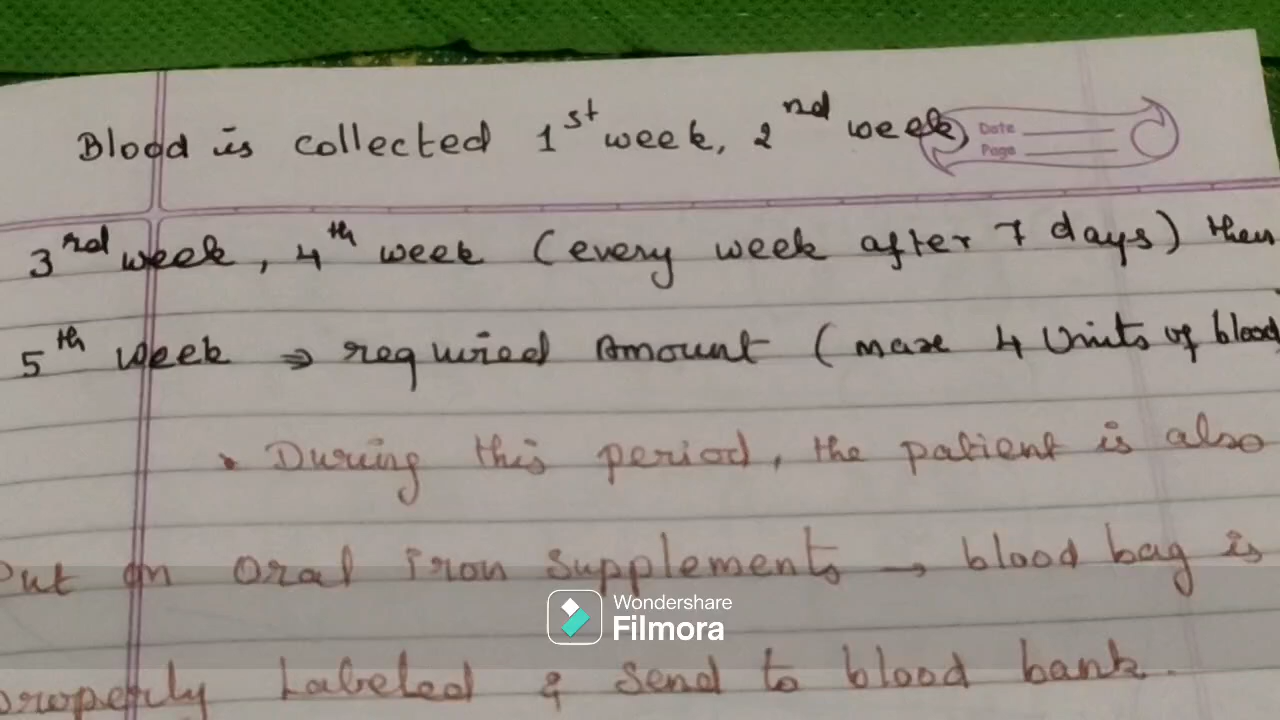 Blood is collected 1st week, 2nd week,
Date
Page
3rd week, 4th week (every week after 7 days) then
5th week ⇒ required Amount (max 4 Units of blood
• During this period, the patient is also
Put on oral iron supplements → blood bag is
properly Labeled & send to blood bank.
Wondershare
Filmora